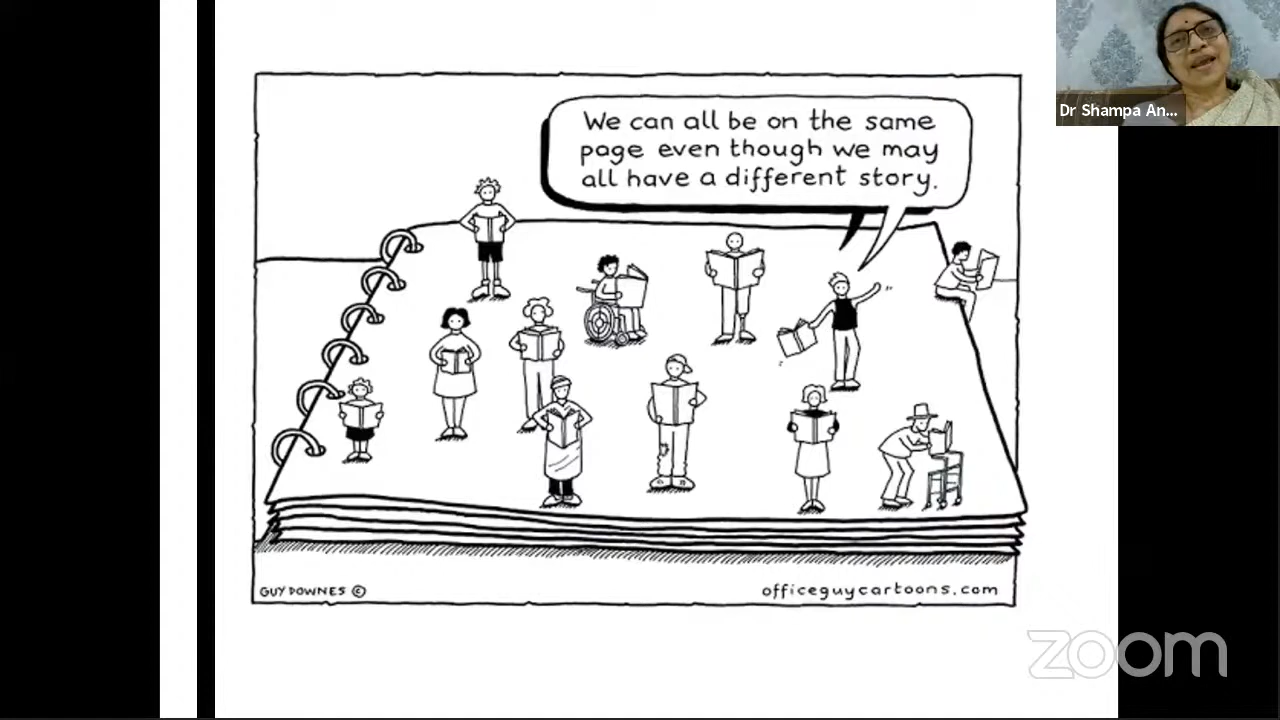 We can all be on the same
page even though we may
all have a different story.
Dr Shampa An...
GUY DOWNES ©
officeguycartoons.com
zoom